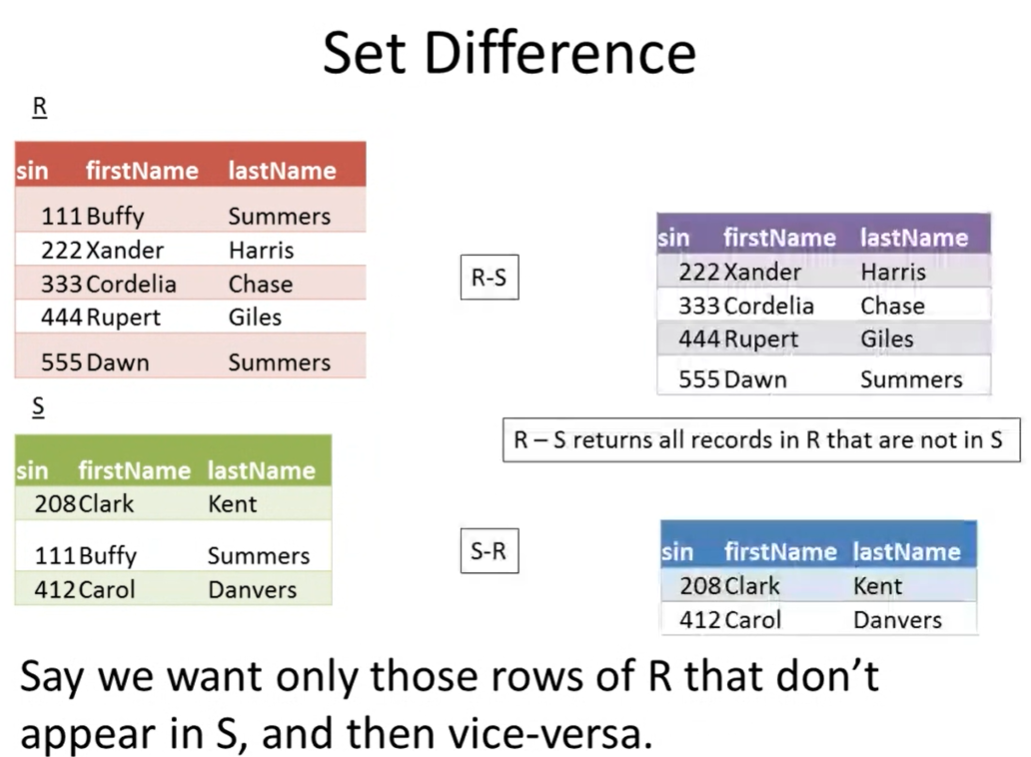 Set Difference
R
sin firstName lastName
111 Buffy Summers
222 Xander Harris
333 Cordelia Chase
444 Rupert Giles
555 Dawn Summers
S
sin firstName lastName
208 Clark Kent
111 Buffy Summers
412 Carol Danvers
R-S
sin firstName lastName
222 Xander Harris
333 Cordelia Chase
444 Rupert Giles
555 Dawn Summers
R – S returns all records in R that are not in S
S-R
sin firstName lastName
208 Clark Kent
412 Carol Danvers
Say we want only those rows of R that don’t
appear in S, and then vice-versa.